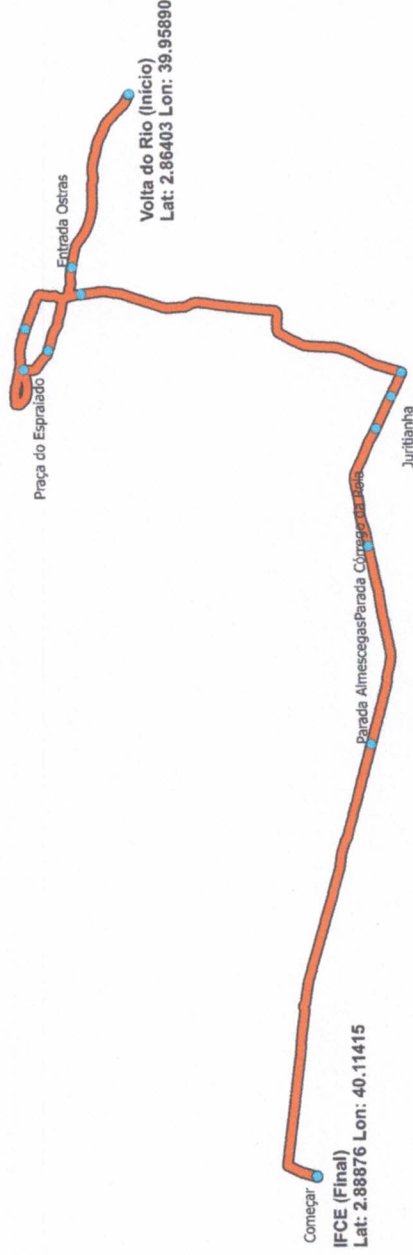 Praça do Espraiado
Entrada Ostras
Volta do Rio (Início)
Lat: 2.86403 Lon: 39.95890
Juritianha
Parada Córrego da
Parada Almescegas
Começar
IFCE (Final)
Lat: 2.88876 Lon: 40.11415